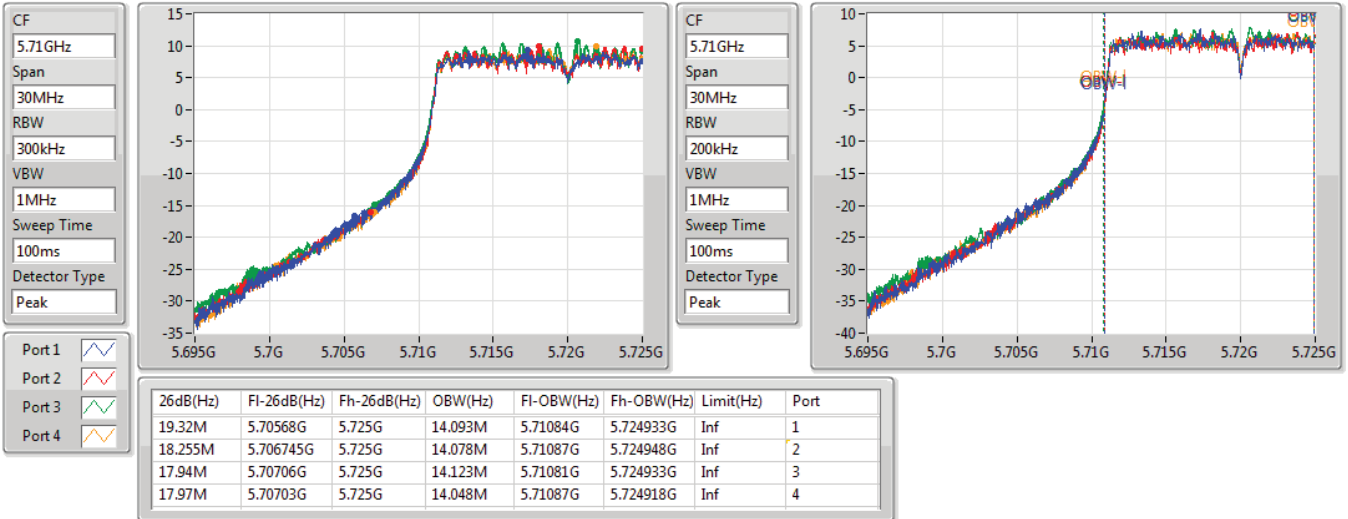 CF
5.71GHz
Span
30MHz
RBW
300kHz
VBW
1MHz
Sweep Time
100ms
Detector Type
Peak
15
10
5
0
-5
-10
-15
-20
-25
-30
-35
5.695G 5.7G 5.705G 5.71G 5.715G 5.72G 5.725G
CF
5.71GHz
Span
30MHz
RBW
200kHz
VBW
1MHz
Sweep Time
100ms
Detector Type
Peak
10
5
0
-5
-10
-15
-20
-25
-30
-35
-40
OBW-l
OBW
5.695G 5.7G 5.705G 5.71G 5.715G 5.72G 5.725G
Port 1
Port 2
Port 3
Port 4
26dB(Hz) Fl-26dB(Hz) Fh-26dB(Hz) OBW(Hz) Fl-OBW(Hz) Fh-OBW(Hz) Limit(Hz) Port
19.32M 5.70568G 5.725G 14.093M 5.71084G 5.724933G Inf 1
18.255M 5.706745G 5.725G 14.078M 5.71087G 5.724948G Inf 2
17.94M 5.70706G 5.725G 14.123M 5.71081G 5.724933G Inf 3
17.97M 5.70703G 5.725G 14.048M 5.71087G 5.724918G Inf 4